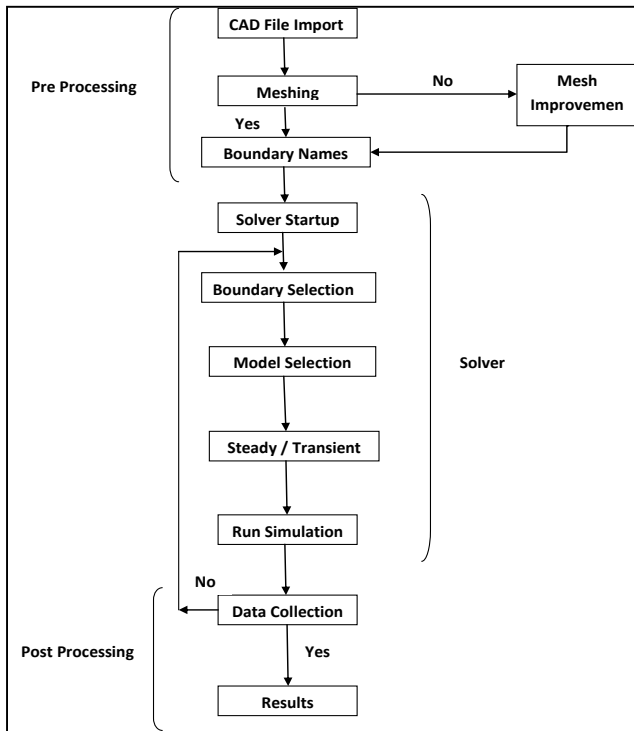 CAD File Import
Pre Processing
Meshing
No
Mesh
Improvemen
Yes
Boundary Names
Solver Startup
Boundary Selection
Model Selection
Solver
Steady / Transient
Run Simulation
No
Data Collection
Post Processing
Yes
Results